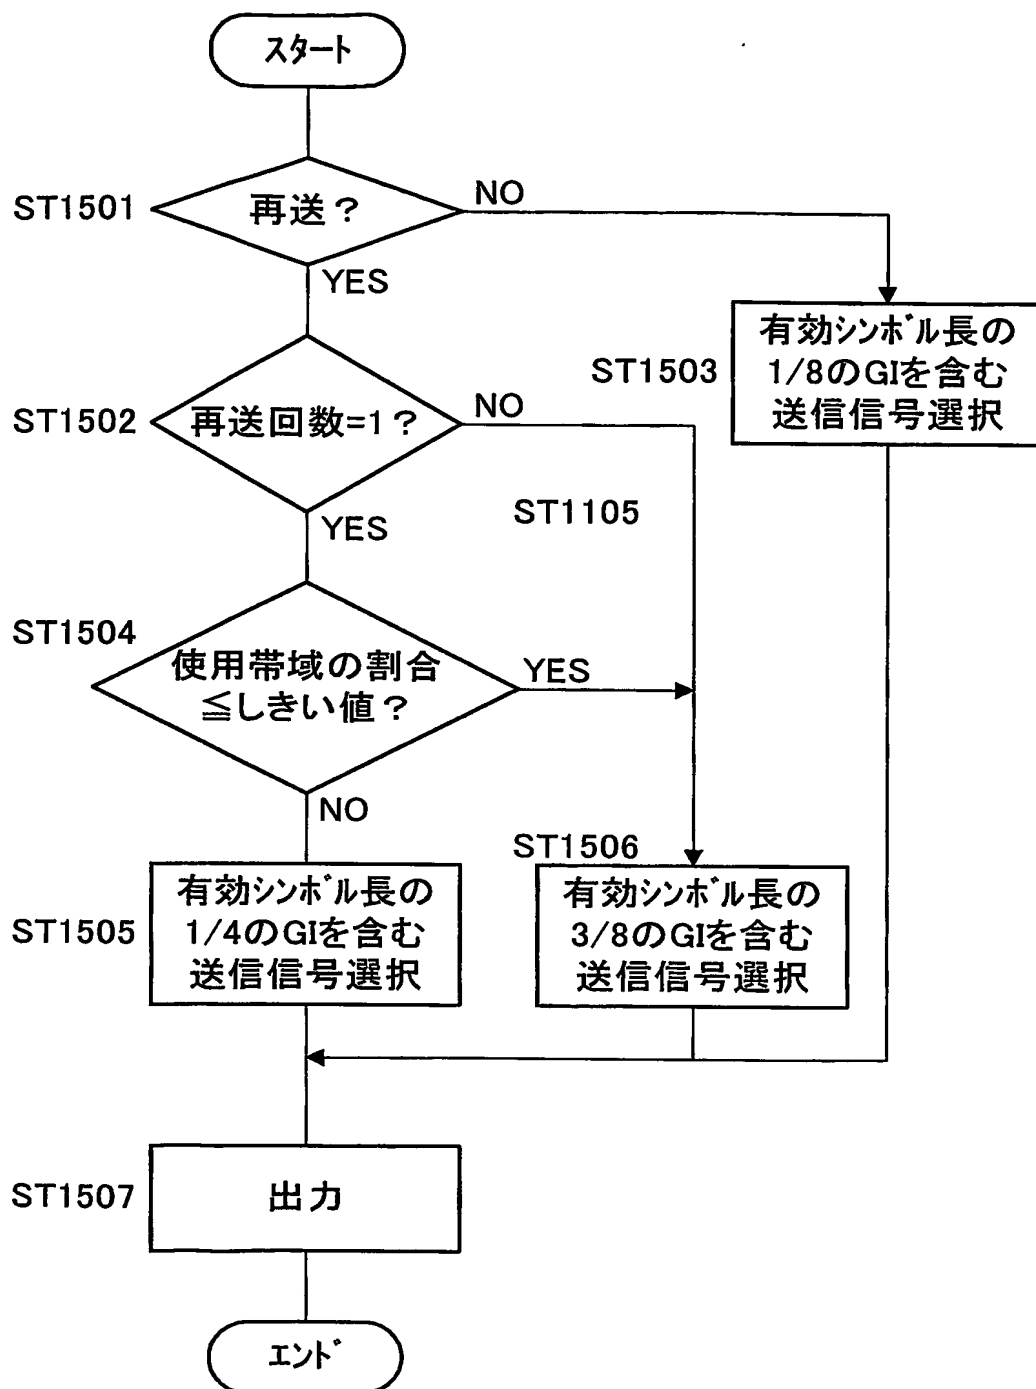 スタート
ST1501
再送？
NO
YES
有効シンボル長の
1/8のGIを含む
送信信号選択
ST1503
ST1502
再送回数=1？
NO
YES
ST1105
ST1504
使用帯域の割合
≦しきい値？
YES
NO
ST1506
有効シンボル長の
1/4のGIを含む
送信信号選択
ST1505
有効シンボル長の
3/8のGIを含む
送信信号選択
ST1507
出力
エンド